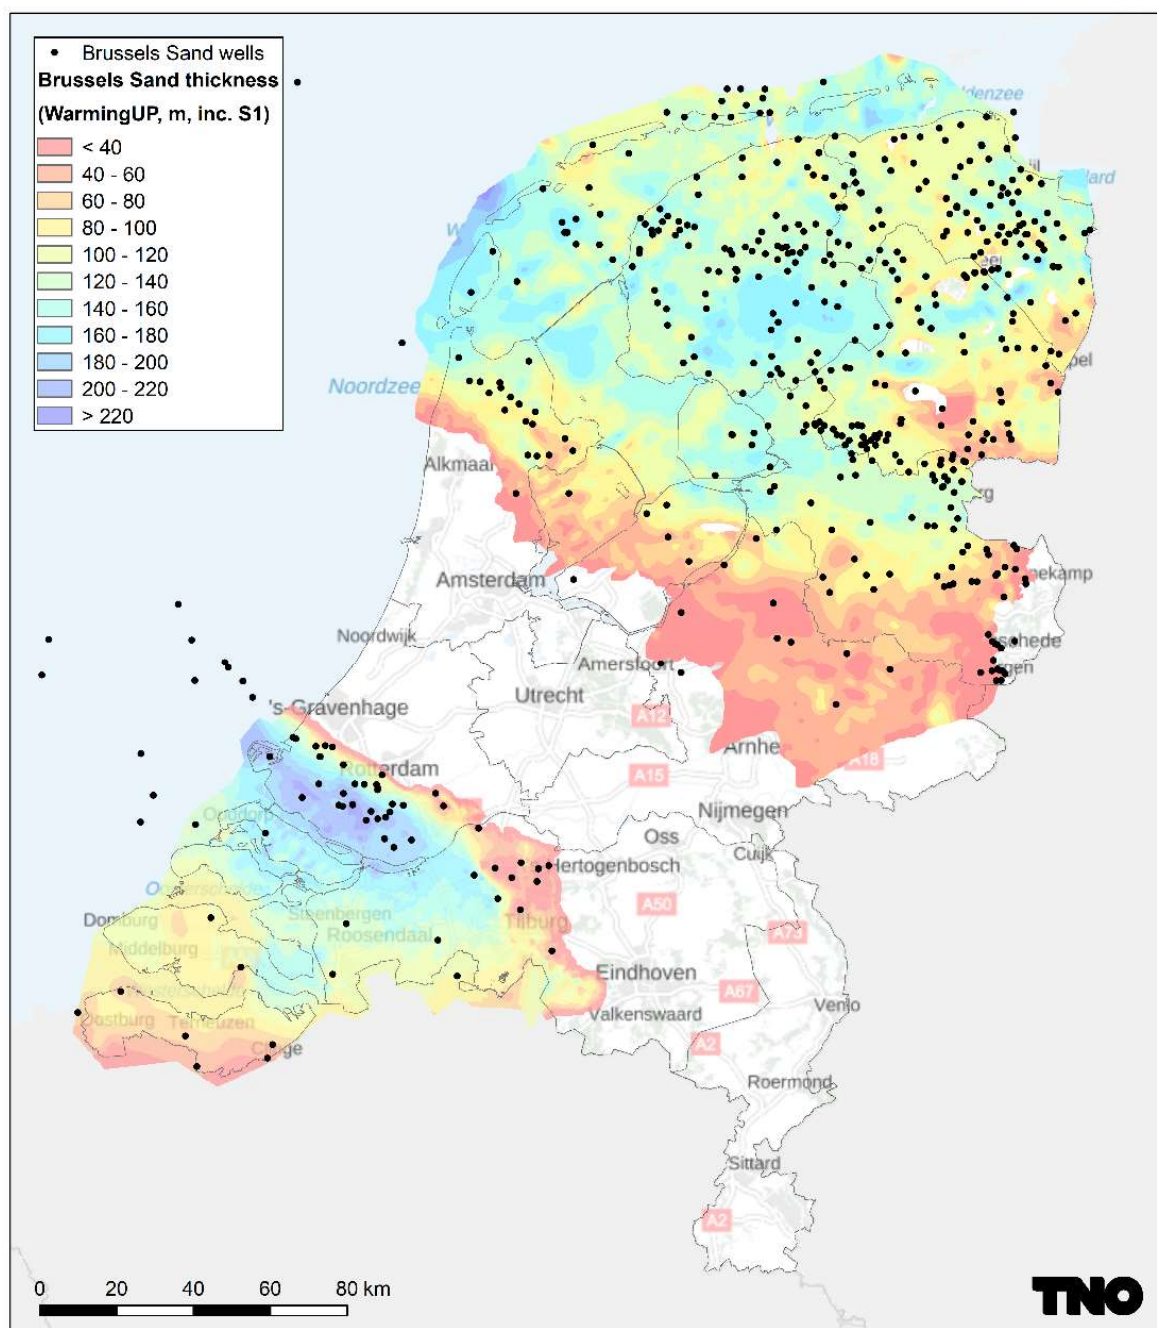 Brussels Sand wells
Brussels Sand thickness
(WarmingUP, m, inc. S1)
< 40
40 - 60
60 - 80
80 - 100
100 - 120
120 - 140
140 - 160
160 - 180
180 - 200
200 - 220
> 220
Noordzee
Alkmaar
Amsterdam
Noordwijk
Amersfoort
Utrecht
's-Gravenhage
A12
Arnhe
Rotterdam
A15
A18
Nijmegen
Oss
Cuijk
Hertogenbosch
A50
Domburg
Steenbergen
Roosendaal
Tilburg
A73
Middelburg
Eindhoven
A67
Venlo
Valkenswaard
Terneuzen
A2
Roermond
Sittard
A2
0 20 40 60 80 km
TNO